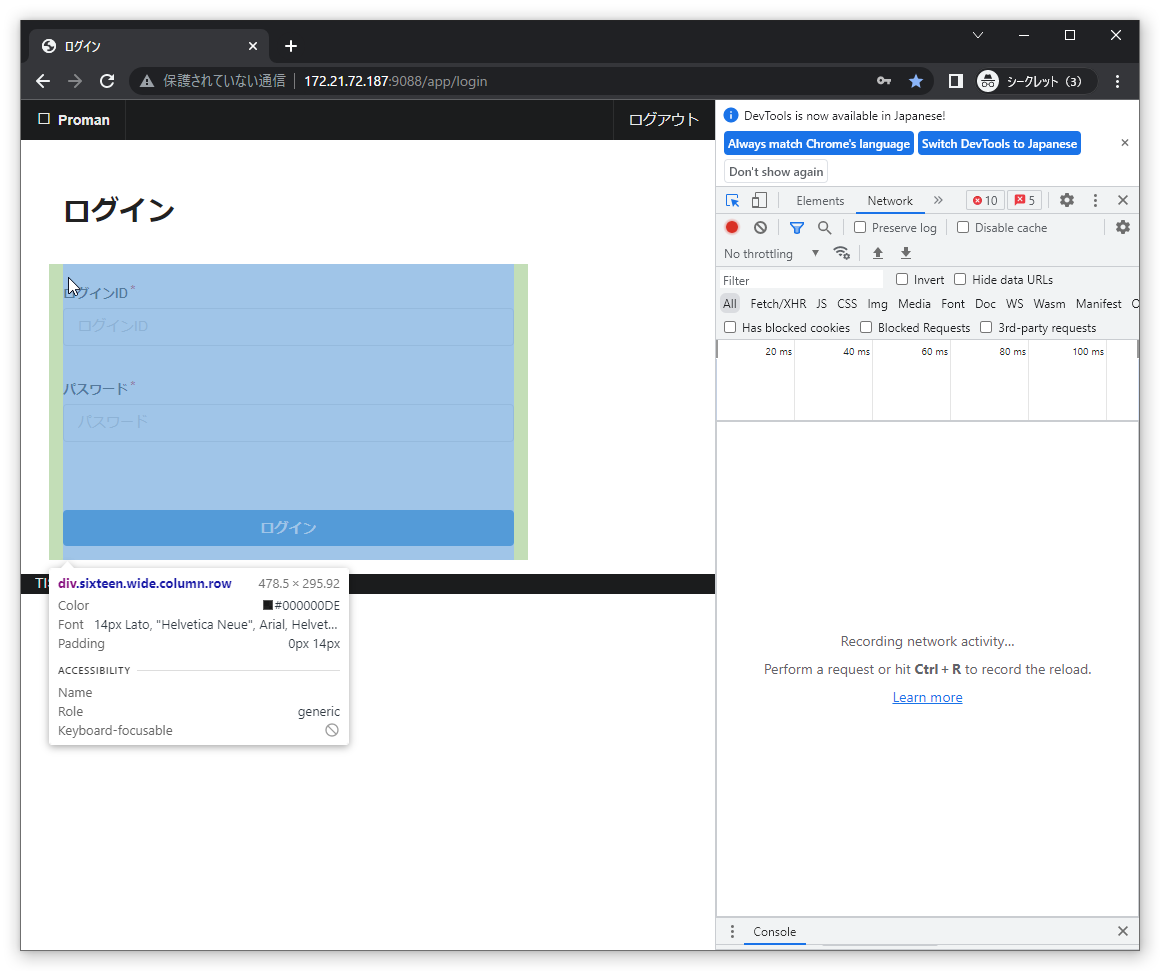 ログイン
保護されていない通信 172.21.72.187:9088/app/login シークレット (3)
Proman ログアウト
ログイン
ログインID *
ログインID
パスワード *
パスワード
ログイン
div.sixteen.wide.column.row 478.5 × 295.92
Color #000000DE
Font 14px Lato, "Helvetica Neue", Arial, Helvet...
Padding 0px 14px
ACCESSIBILITY
Name
Role generic
Keyboard-focusable
DevTools is now available in Japanese!
Always match Chrome's language Switch DevTools to Japanese
Don't show again
Elements Network 10 5
Preserve log Disable cache
No throttling
Filter Invert Hide data URLs
All Fetch/XHR JS CSS Img Media Font Doc WS Wasm Manifest
Has blocked cookies Blocked Requests 3rd-party requests
20 ms 40 ms 60 ms 80 ms 100 ms
Recording network activity...
Perform a request or hit Ctrl + R to record the reload.
Learn more
Console